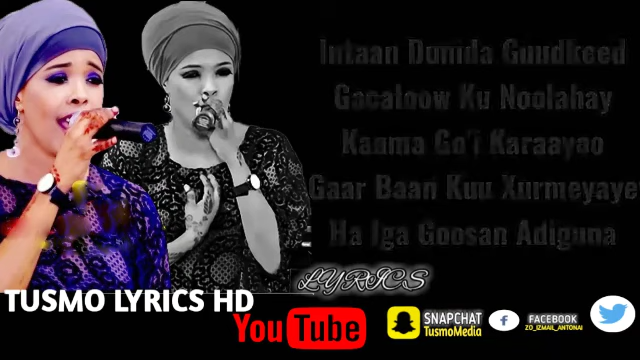 Intaan Dunida Guudkeed
Gacaloow Ku Noolahay
Kaama Go'i Karaayao
Gaar Baan Kuu Xurmeyaye
Ha Iga Goosan Adiguna
LYRICS
TUSMO LYRICS HD
YouTube
SNAPCHAT
TusmoMedia
FACEBOOK
ZO_IZMAIL_ANTONAI